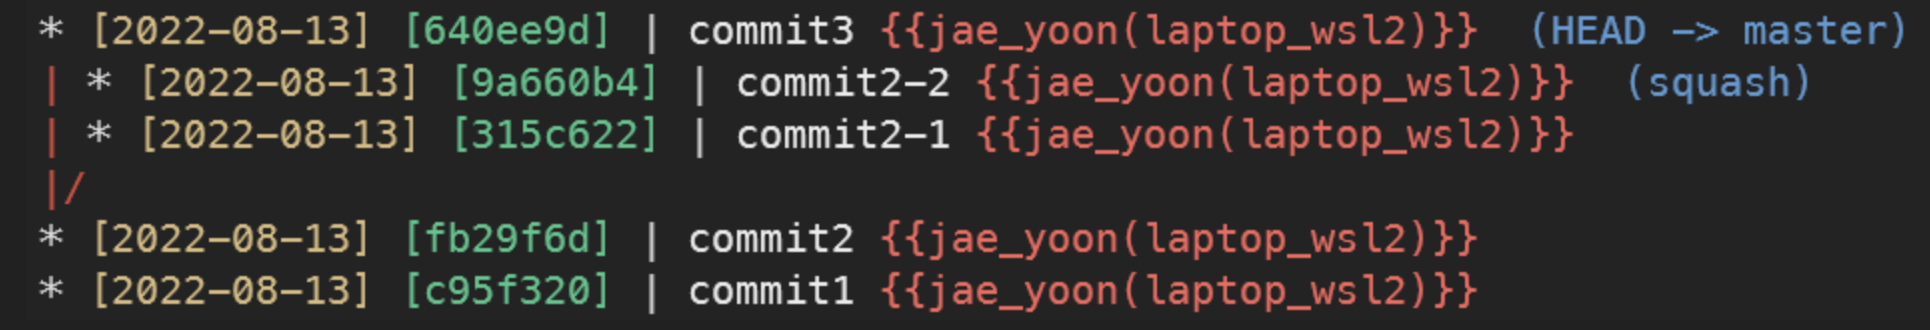 * [2022-08-13] [640ee9d] | commit3 {{jae_yoon(laptop_wsl2)}}  (HEAD -> master)
| * [2022-08-13] [9a660b4] | commit2-2 {{jae_yoon(laptop_wsl2)}}  (squash)
| * [2022-08-13] [315c622] | commit2-1 {{jae_yoon(laptop_wsl2)}}
|/
* [2022-08-13] [fb29f6d] | commit2 {{jae_yoon(laptop_wsl2)}}
* [2022-08-13] [c95f320] | commit1 {{jae_yoon(laptop_wsl2)}}